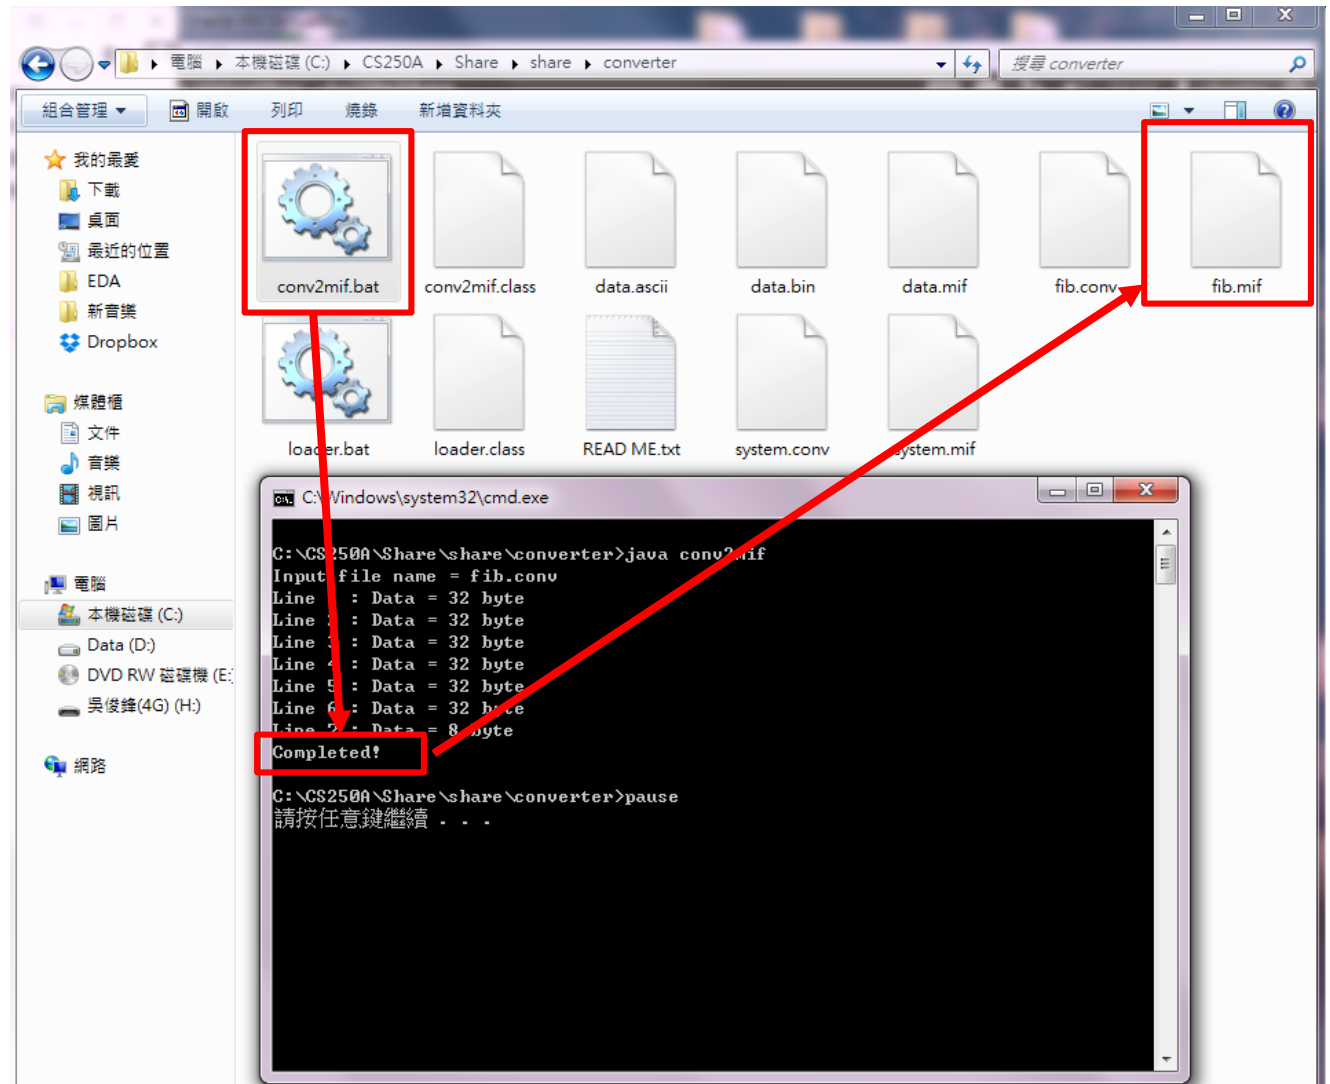 電腦 本機磁碟 (C:) CS250A Share share converter 搜尋 converter
組合管理 開啟 列印 燒錄 新增資料夾
我的最愛
下載
桌面
最近的位置
EDA
新音樂
Dropbox
媒體櫃
文件
音樂
視訊
圖片
電腦
本機磁碟 (C:)
Data (D:)
DVD RW 磁碟機 (E:
吳俊鋒(4G) (H:)
網路
conv2mif.bat conv2mif.class data.ascii data.bin data.mif fib.conv fib.mif
loader.bat loader.class READ ME.txt system.conv system.mif
C:\Windows\system32\cmd.exe
C:\CS250A\Share\share\converter>java conv2mif
Input file name = fib.conv
Line 1 : Data = 32 byte
Line 2 : Data = 32 byte
Line 3 : Data = 32 byte
Line 4 : Data = 32 byte
Line 5 : Data = 32 byte
Line 6 : Data = 32 byte
Line 7 : Data = 8 byte
Completed!
C:\CS250A\Share\share\converter>pause
請按任意鍵繼續 . . .